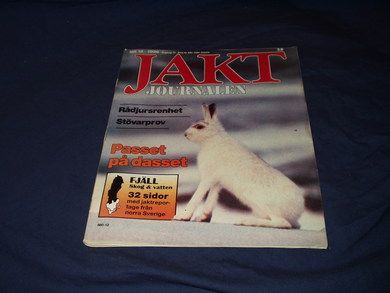 JAKT
JOURNALEN
Rådjursrenhet
Stövarprov
Passet
på dasset
FJÄLL
Skog & vatten
32 sidor
med jaktrepor-
tage från
norra Sverige